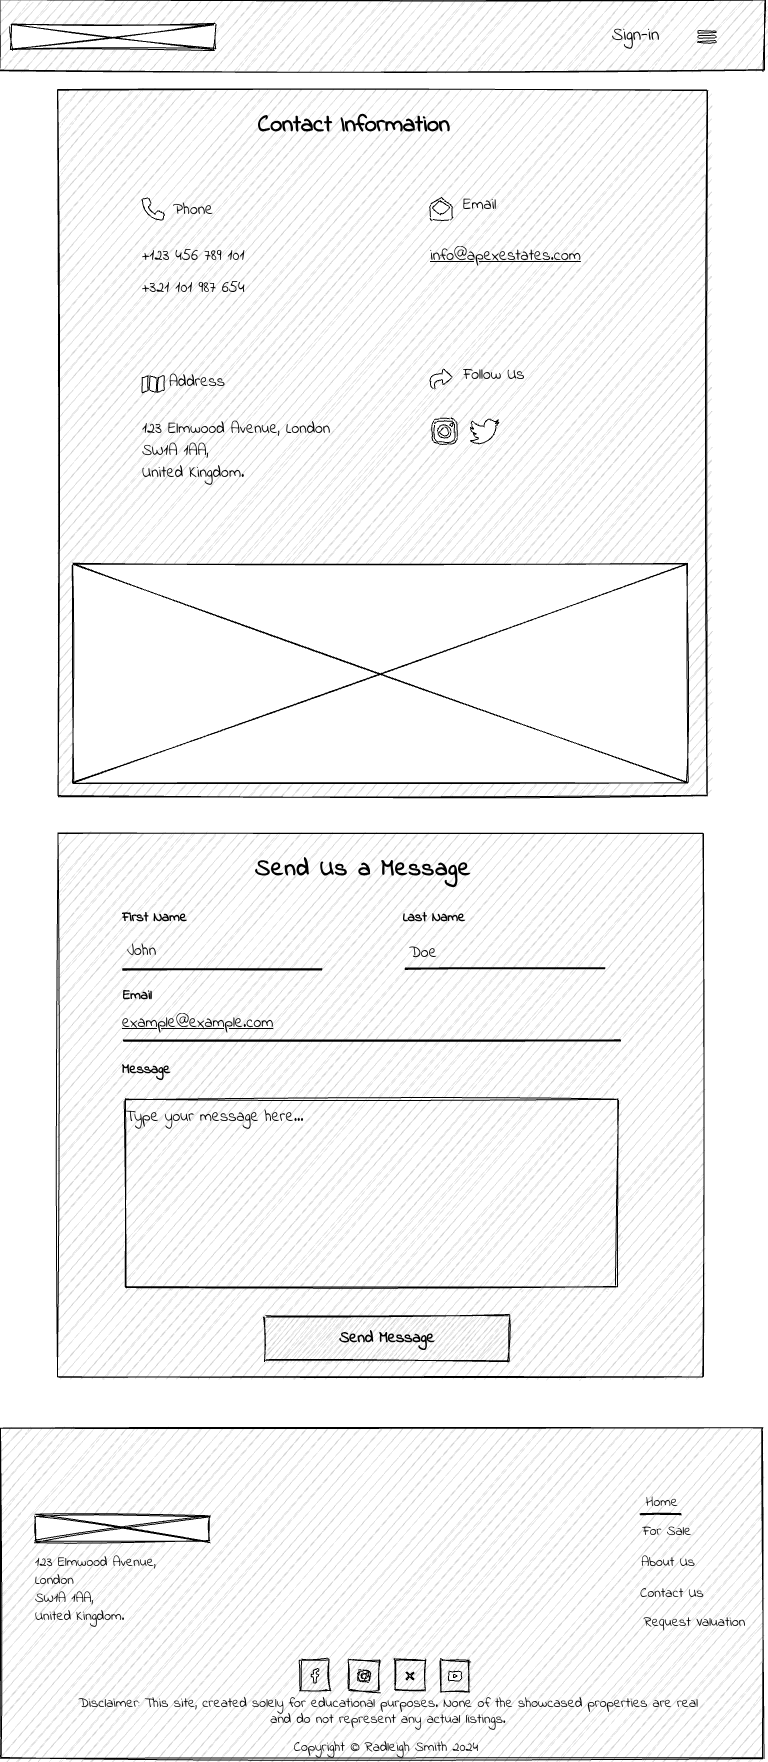 Sign-in
Contact Information
Phone
+123 456 789 101
+321 101 987 654
Email
info@apexestates.com
Address
123 Elmwood Avenue, London
SW1A 1AA,
United Kingdom.
Follow Us
Send Us a Message
First Name
Last Name
John
Doe
Email
example@example.com
Message
Type your message here...
Send Message
123 Elmwood Avenue,
London
SW1A 1AA,
United Kingdom.
Home
For Sale
About Us
Contact Us
Request Valuation
Disclaimer: This site, created solely for educational purposes. None of the showcased properties are real
and do not represent any actual listings.
Copyright © Radleigh Smith 2024